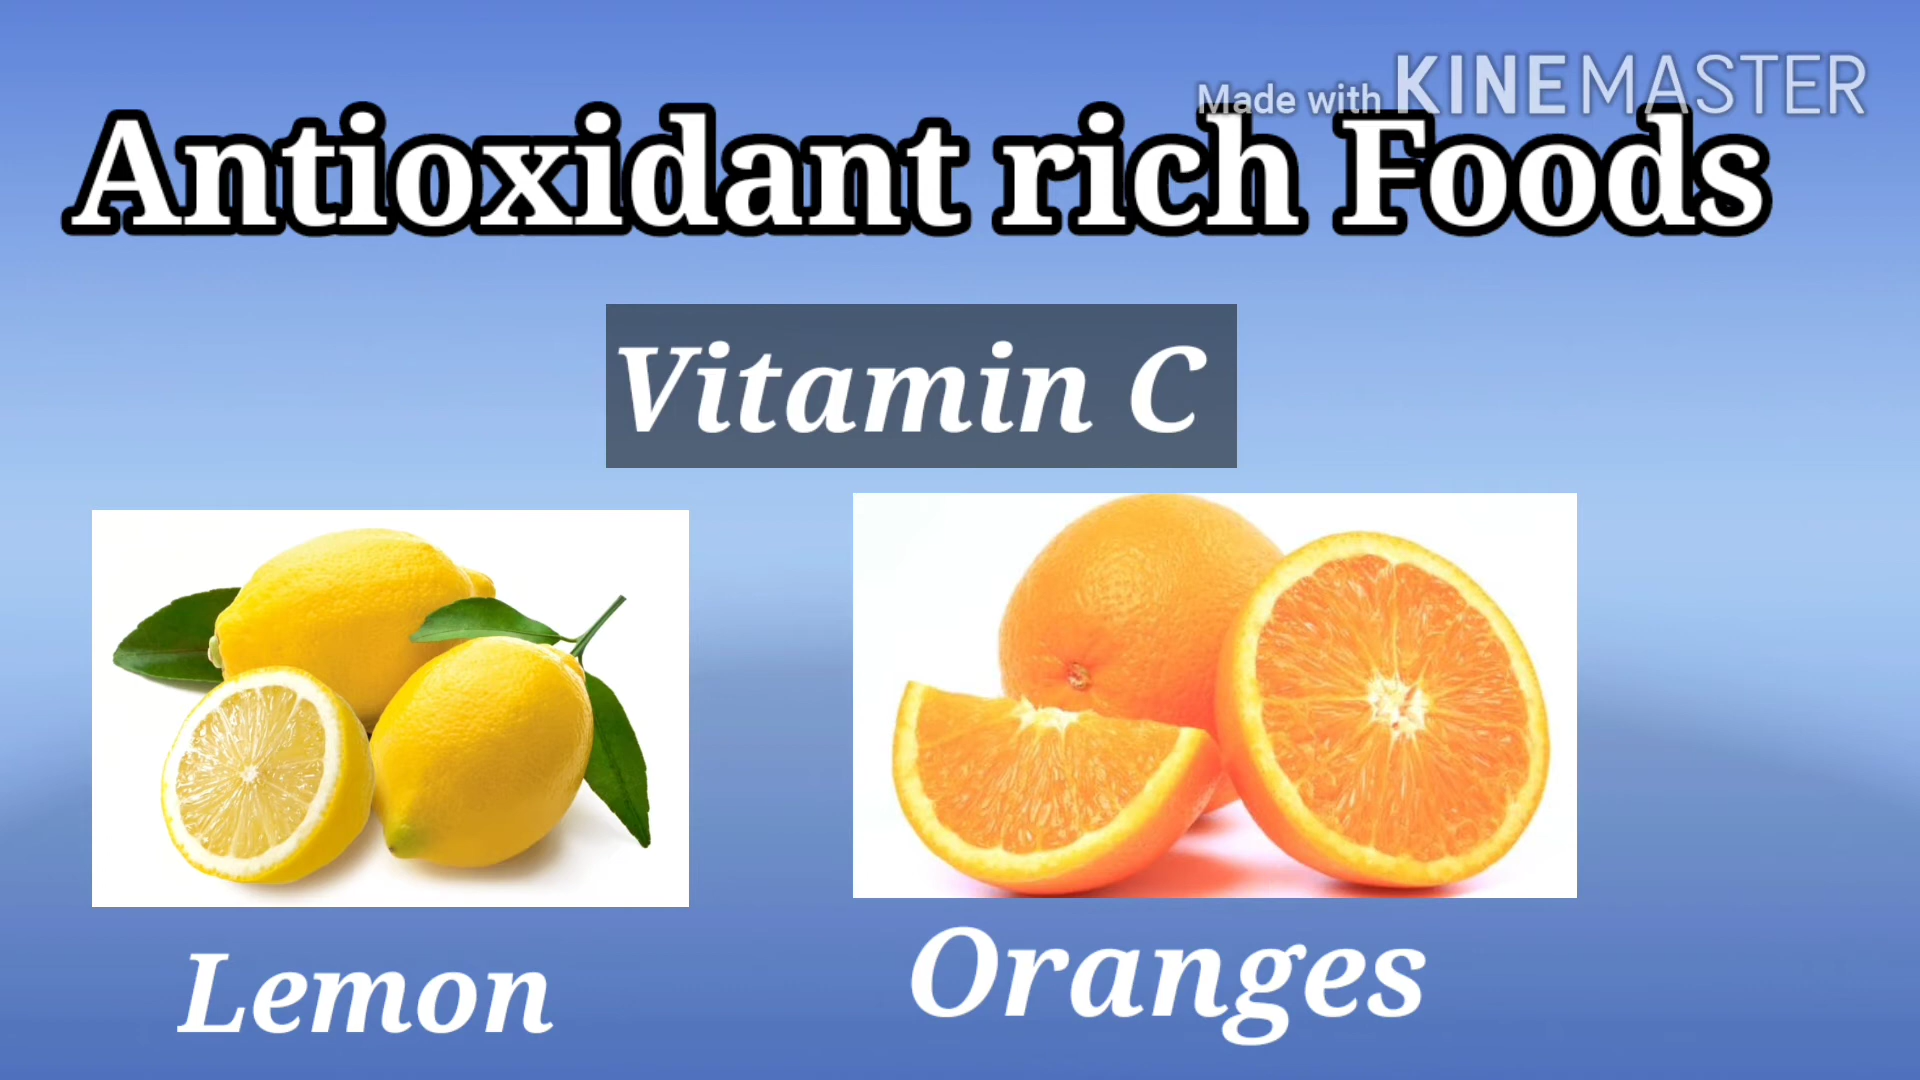 Made with KINEMASTER
Antioxidant rich Foods
Vitamin C
Lemon
Oranges